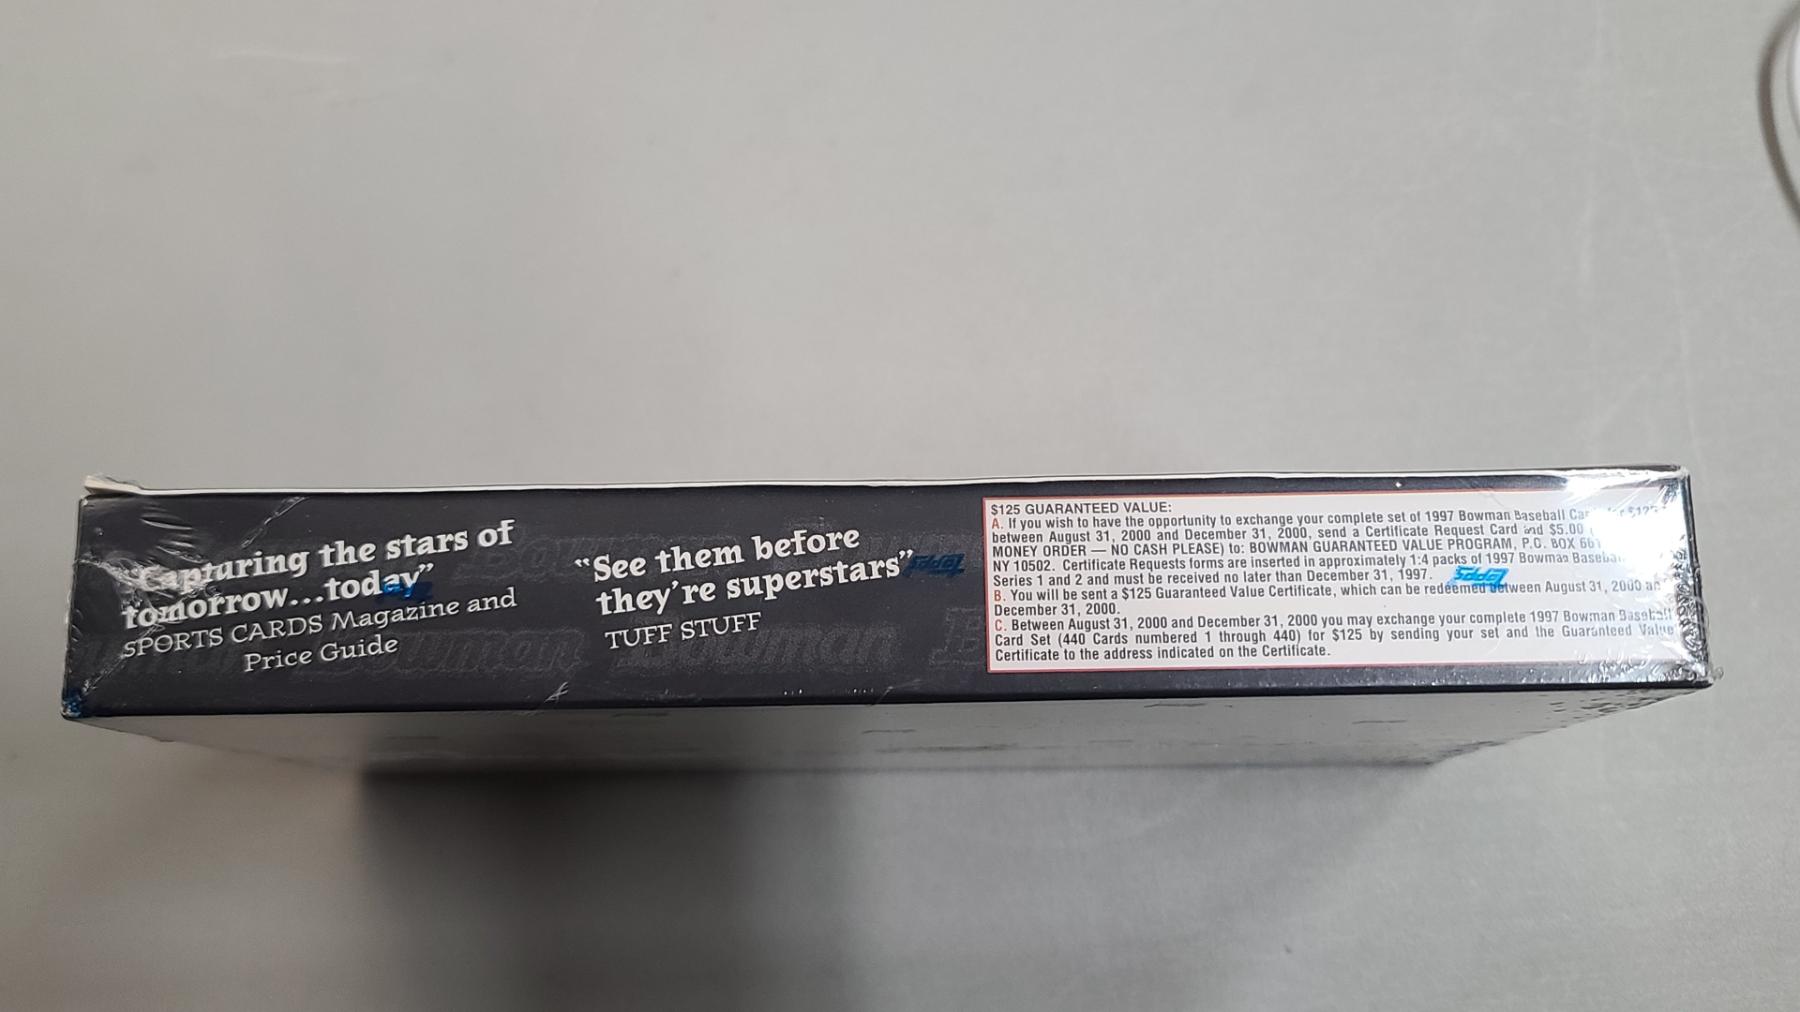 "Capturing the stars of
tomorrow...today"
SPORTS CARDS Magazine and
Price Guide
"See them before
they're superstars"
TUFF STUFF
Topps
Bowman Bowman
$125 GUARANTEED VALUE:
A. If you wish to have the opportunity to exchange your complete set of 1997 Bowman Baseball for $125
between August 31, 2000 and December 31, 2000, send a Certificate Request Card and $5.00
MONEY ORDER — NO CASH PLEASE) to: BOWMAN GUARANTEED VALUE PROGRAM, P.C. BOX
NY 10502. Certificate Requests forms are inserted in approximately 1:4 packs of 1997 Bowman Baseball
Series 1 and 2 and must be received no later than December 31, 1997.
Topps
B. You will be sent a $125 Guaranteed Value Certificate, which can be redeemed between August 31, 2000 an
December 31, 2000.
C. Between August 31, 2000 and December 31, 2000 you may exchange your complete 1997 Bowman Baseball
Card Set (440 Cards numbered 1 through 440) for $125 by sending your set and the Guaranteed Value
Certificate to the address indicated on the Certificate.